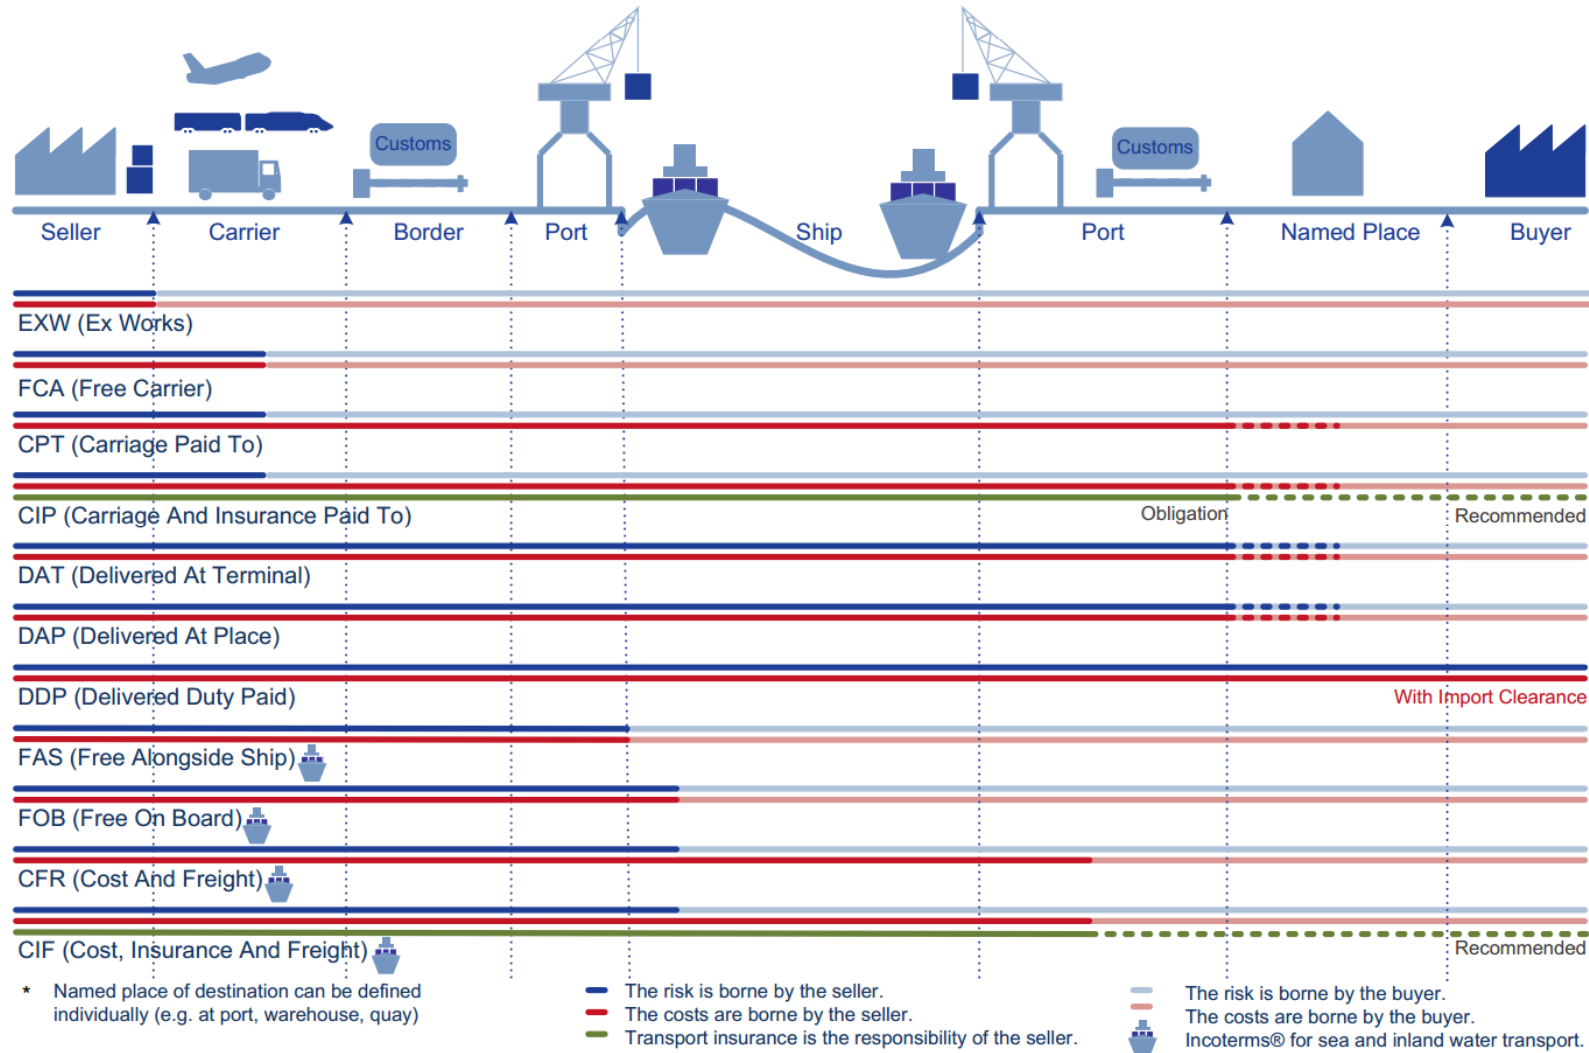 Customs
Customs
Seller
Carrier
Border
Port
Ship
Port
Named Place
Buyer
EXW (Ex Works)
FCA (Free Carrier)
CPT (Carriage Paid To)
CIP (Carriage And Insurance Paid To)
Obligation
Recommended
DAT (Delivered At Terminal)
DAP (Delivered At Place)
DDP (Delivered Duty Paid)
With Import Clearance
FAS (Free Alongside Ship)
FOB (Free On Board)
CFR (Cost And Freight)
CIF (Cost, Insurance And Freight)
Recommended
* Named place of destination can be defined
individually (e.g. at port, warehouse, quay)
The risk is borne by the seller.
The costs are borne by the seller.
Transport insurance is the responsibility of the seller.
The risk is borne by the buyer.
The costs are borne by the buyer.
Incoterms® for sea and inland water transport.